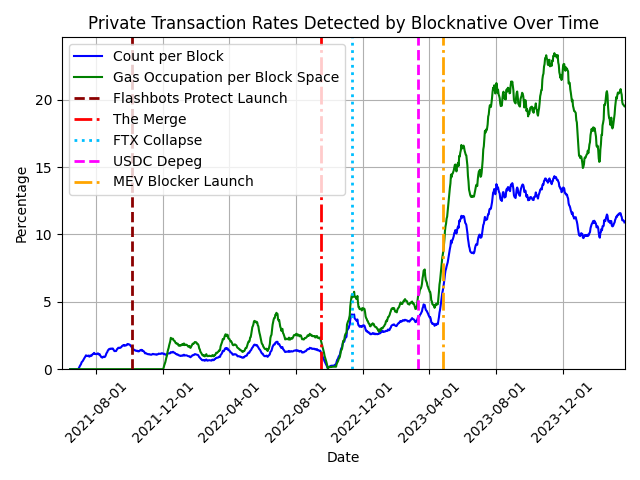 Private Transaction Rates Detected by Blocknative Over Time
Count per Block
Gas Occupation per Block Space
Flashbots Protect Launch
The Merge
FTX Collapse
USDC Depeg
MEV Blocker Launch
Percentage
20
15
10
5
0
2021-08-01
2021-12-01
2022-04-01
2022-08-01
2022-12-01
2023-04-01
2023-08-01
2023-12-01
Date